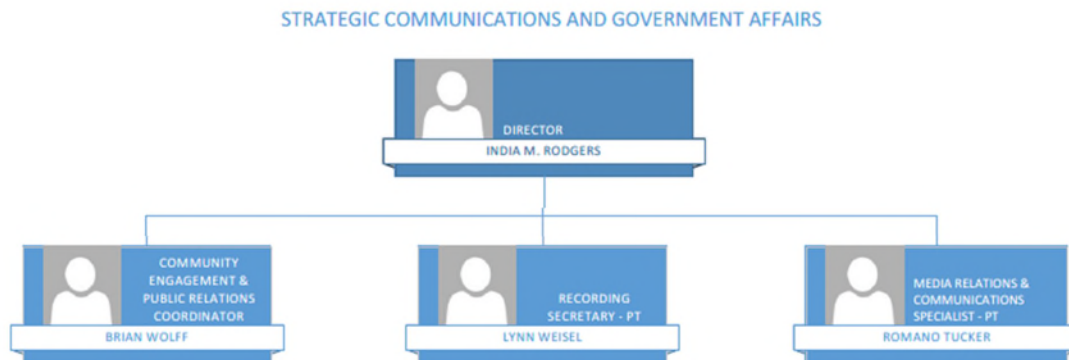 STRATEGIC COMMUNICATIONS AND GOVERNMENT AFFAIRS
DIRECTOR
INDIA M. RODGERS
COMMUNITY
ENGAGEMENT &
PUBLIC RELATIONS
COORDINATOR
BRIAN WOLFF
RECORDING
SECRETARY - PT
LYNN WEISEL
MEDIA RELATIONS &
COMMUNICATIONS
SPECIALIST - PT
ROMANO TUCKER